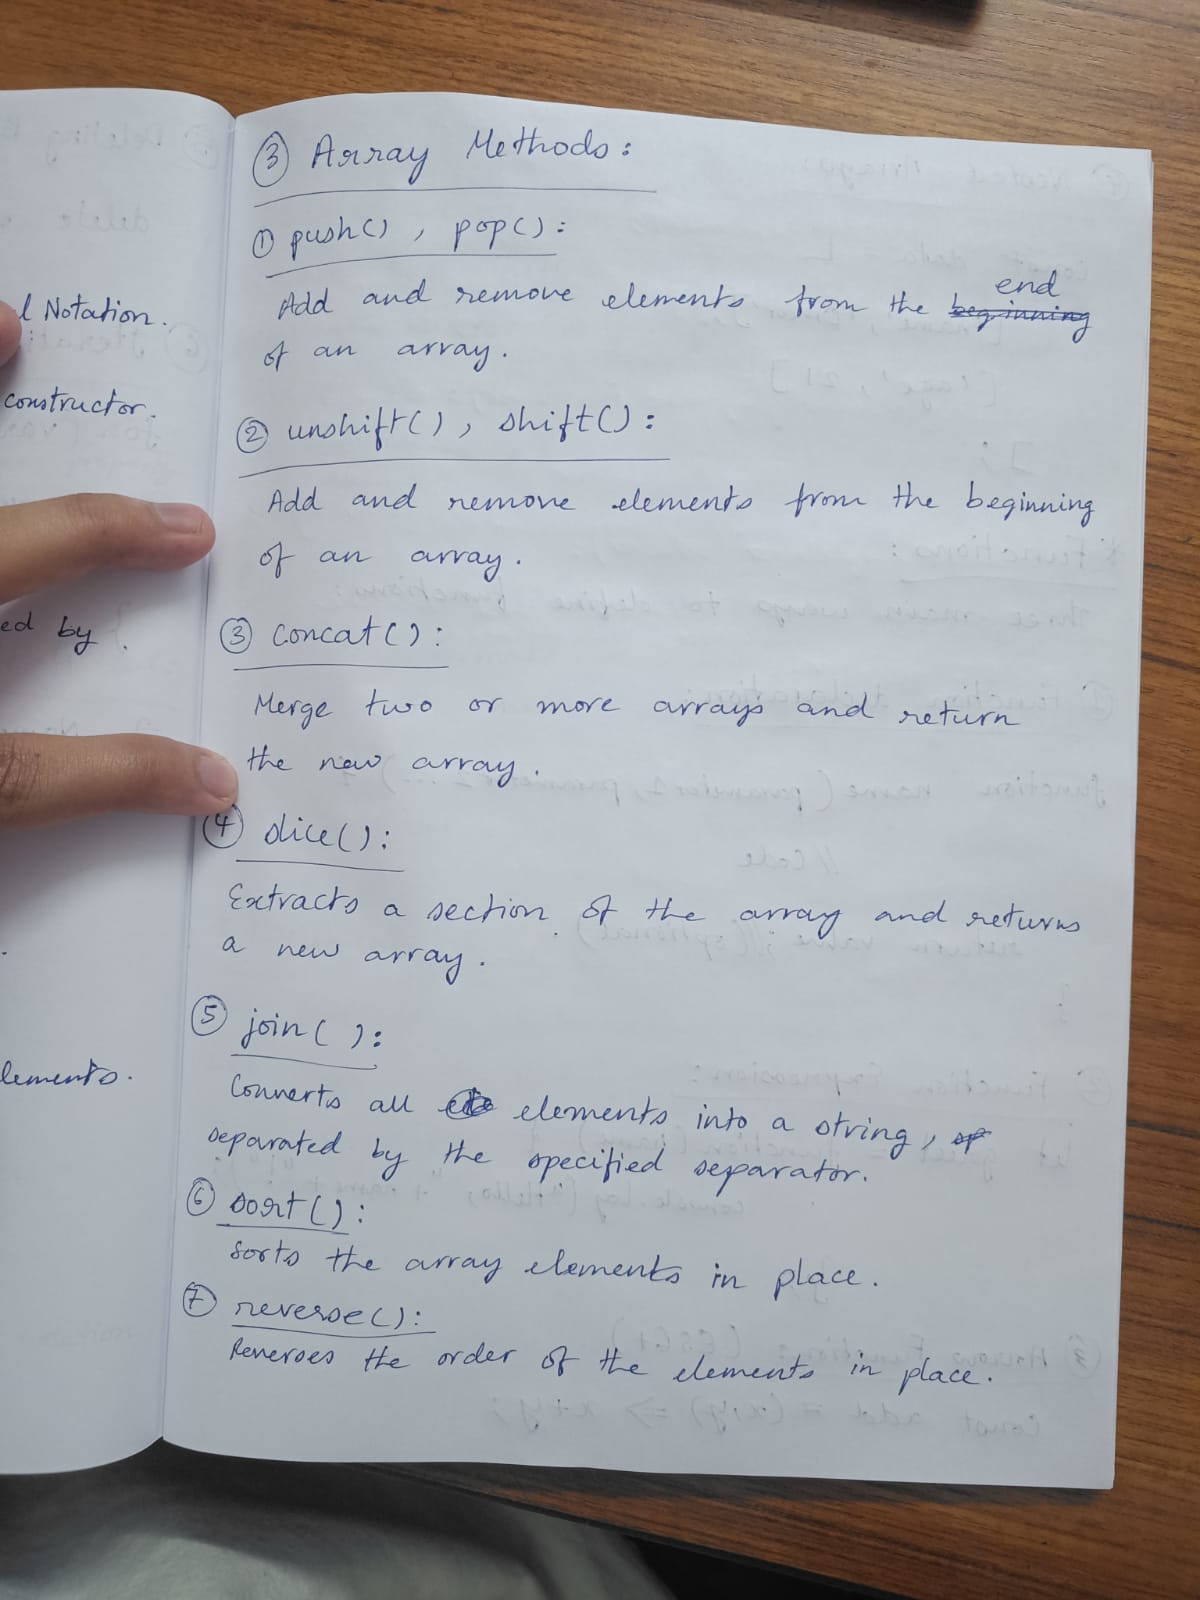 l Notation.
constructor.
ed by
lements.
③ Array Methods:
① push(), pop():
end
Add and remove elements from the beginning
of an array.
② unshift(), shift():
Add and remove elements from the beginning
of an array.
③ concat():
Merge two or more arrays and return
the new array.
④ slice():
Extracts a section of the array and returns
a new array.
⑤ join( ):
Converts all elements into a string, sp
separated by the specified separator.
⑥ sort():
Sorts the array elements in place.
⑦ reverse():
Reverses the order of the elements in place.